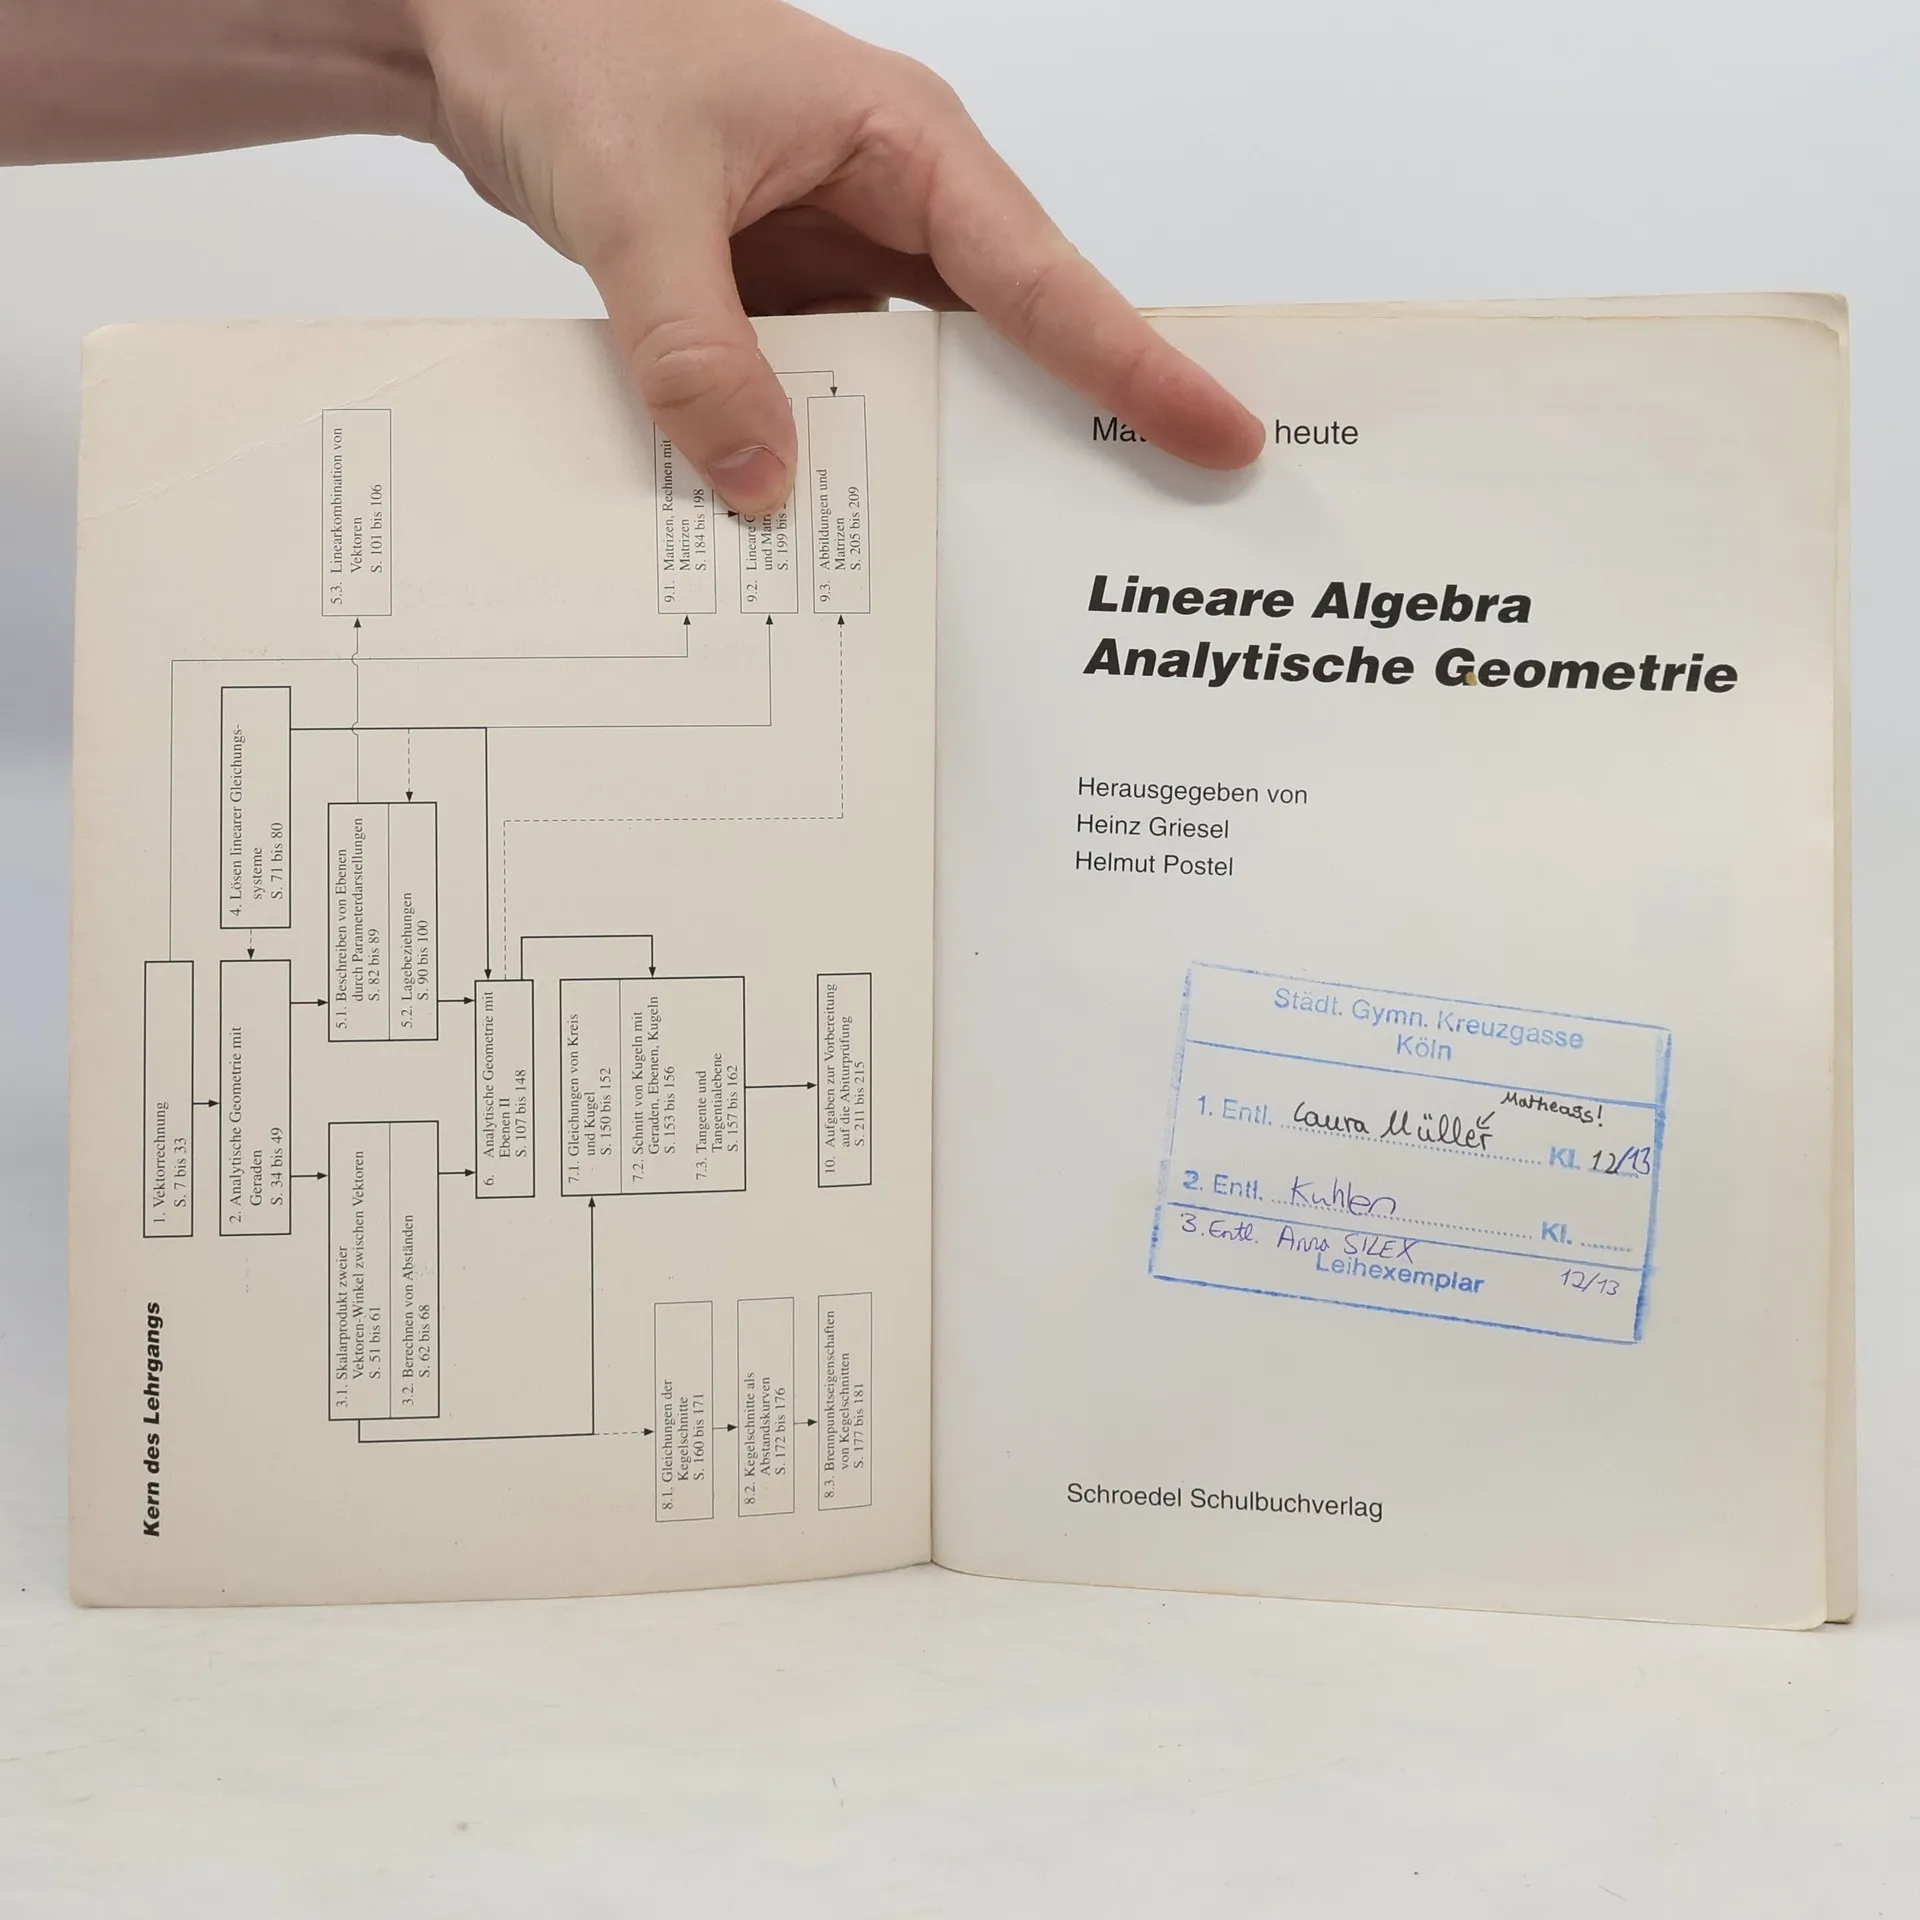 Kern des Lehrgangs
1. Vektorrechnung
S. 7 bis 33
2. Analytische Geometrie mit
Geraden
S. 34 bis 49
4. Lösen linearer Gleichungs-
systeme
S. 71 bis 80
3.1. Skalarprodukt zweier
Vektoren-Winkel zwischen Vektoren
S. 51 bis 61
3.2. Berechnen von Abständen
S. 62 bis 68
5.1. Beschreiben von Ebenen
durch Parameterdarstellungen
S. 82 bis 89
5.2. Lagebeziehungen
S. 90 bis 100
5.3. Linearkombination von
Vektoren
S. 101 bis 106
6. Analytische Geometrie mit
Ebenen II
S. 107 bis 148
7.1. Gleichungen von Kreis
und Kugel
S. 150 bis 152
7.2. Schnitt von Kugeln mit
Geraden, Ebenen, Kugeln
S. 153 bis 156
7.3. Tangente und
Tangentialebene
S. 157 bis 162
8.1. Gleichungen der
Kegelschnitte
S. 160 bis 171
8.2. Kegelschnitte als
Abstandskurven
S. 172 bis 176
8.3. Brennpunktseigenschaften
von Kegelschnitten
S. 177 bis 181
9.1. Matrizen, Rechnen mit
Matrizen
S. 184 bis 198
9.2. Lineare
und
S. 199 bis
9.3. Abbildungen und
Matrizen
S. 205 bis 209
10. Aufgaben zur Vorbereitung
auf die Abiturprüfung
S. 211 bis 215
heute
Lineare Algebra
Analytische Geometrie
Herausgegeben von
Heinz Griesel
Helmut Postel
Städt. Gymn. Kreuzgasse
Köln
Matheass!
1. Entl. Laura Müller Kl. 12/13
2. Entl. Kuhlen Kl.
3. Entl. Anna SILEX 12/13
Leihexemplar
Schroedel Schulbuchverlag